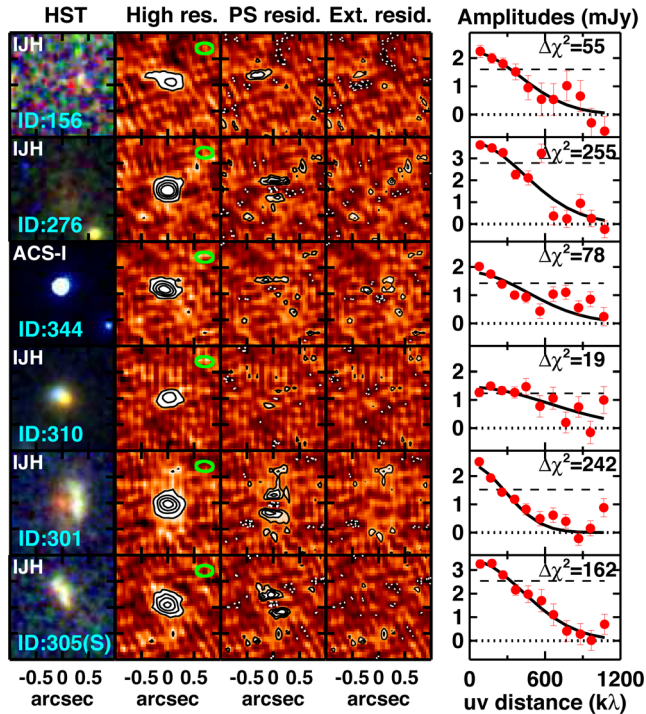 HST High res. PS resid. Ext. resid. Amplitudes (mJy)
IJH
ID:156
2
1
0
Δχ²=55
IJH
ID:276
3
2
1
0
Δχ²=255
ACS-I
ID:344
2
1
0
Δχ²=78
IJH
ID:310
2
1
0
Δχ²=19
IJH
ID:301
2
1
0
Δχ²=242
IJH
ID:305(S)
3
2
1
0
Δχ²=162
-0.5 0 0.5 -0.5 0 0.5 -0.5 0 0.5 -0.5 0 0.5 0 600 1200
arcsec arcsec arcsec arcsec uv distance (kλ)